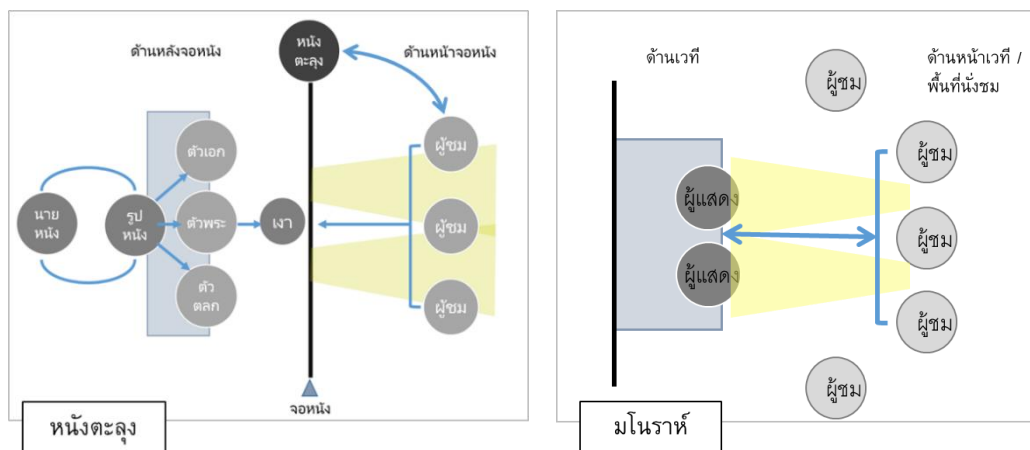 ด้านหลังจอหนัง
หนัง
ตะลุง
ด้านหน้าจอหนัง
ตัวเอก
ผู้ชม
นาย
หนัง
รูป
หนัง
ตัวพระ
เงา
ผู้ชม
ตัว
ตลก
ผู้ชม
จอหนัง
หนังตะลุง
ด้านเวที
ด้านหน้าเวที /
พื้นที่นั่งชม
ผู้ชม
ผู้ชม
ผู้แสดง
ผู้ชม
ผู้แสดง
ผู้ชม
ผู้ชม
มโนราห์